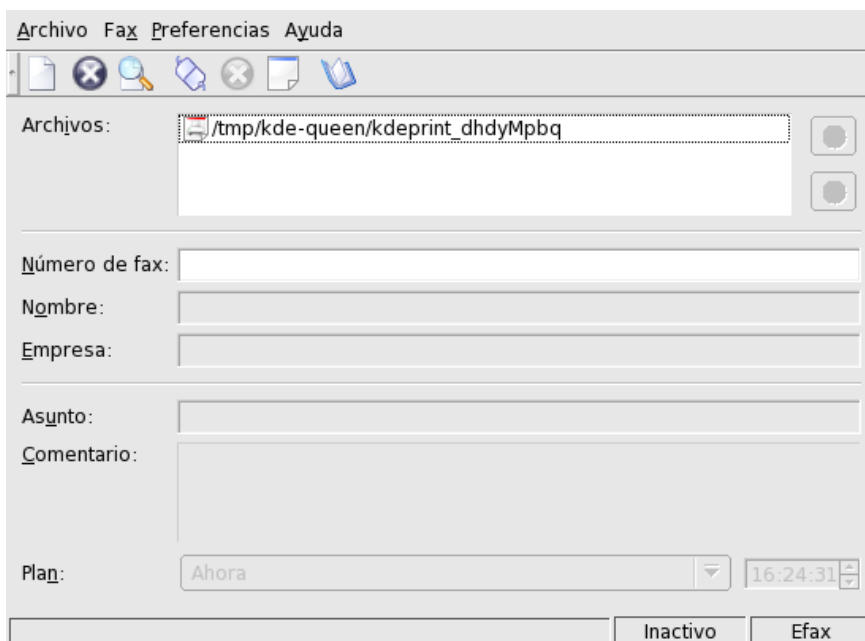 Archivo Fax Preferencias Ayuda
Archivos: /tmp/kde-queen/kdeprint_dhdyMpbq
Número de fax:
Nombre:
Empresa:
Asunto:
Comentario:
Plan: Ahora 16:24:31
Inactivo Efax